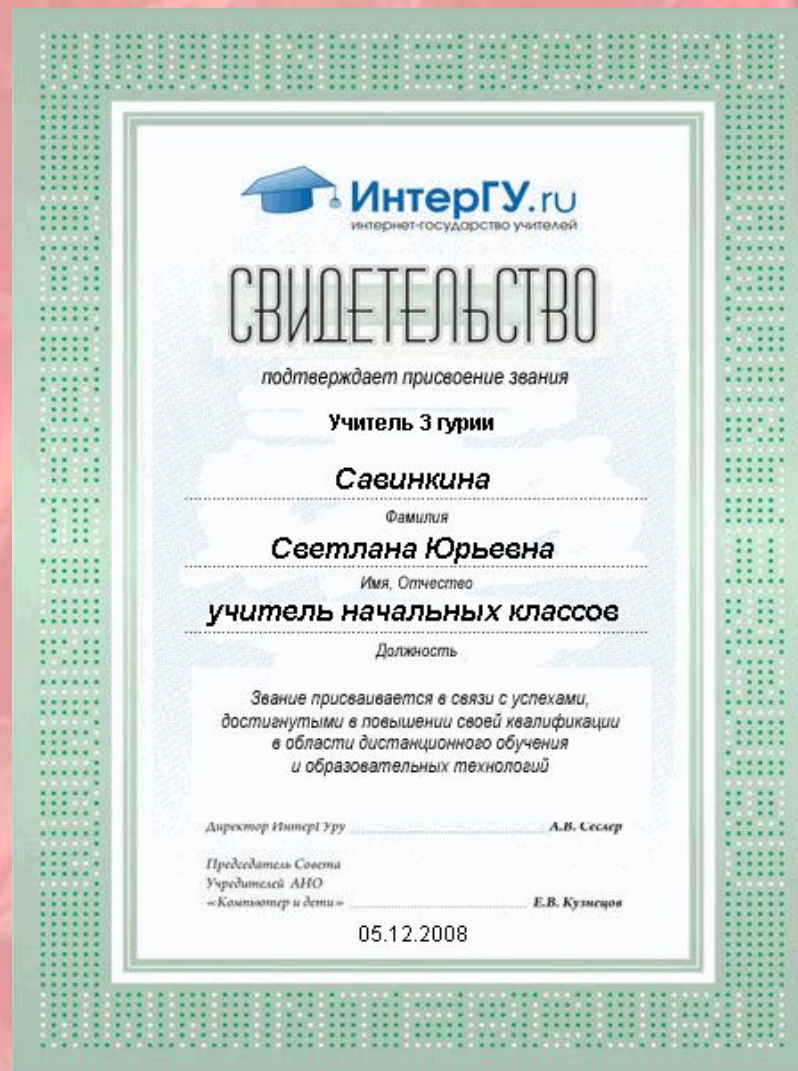 ИнтерГУ.ru
интернет-государство учителей
СВИДЕТЕЛЬСТВО
подтверждает присвоение звания
Учитель 3 гурии
Савинкина
Фамилия
Светлана Юрьевна
Имя, Отчество
учитель начальных классов
Должность
Звание присваивается в связи с успехами,
достигнутыми в повышении своей квалификации
в области дистанционного обучения
и образовательных технологий
Директор ИнтерГУру А.В. Сеслер
Председатель Совета
Учредителей АНО
«Компьютер и дети» Е.В. Кузнецов
05.12.2008